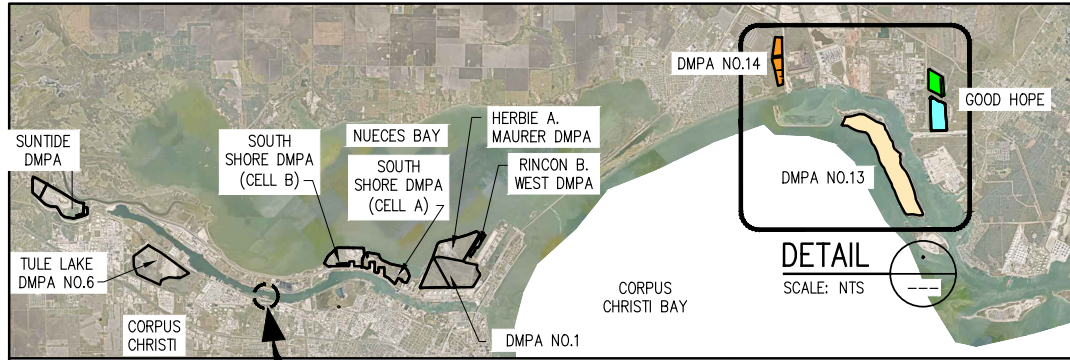 SUNTIDE
DMPA
TULE LAKE
DMPA NO.6
CORPUS
CHRISTI
SOUTH
SHORE DMPA
(CELL B)
NUECES BAY
SOUTH
SHORE DMPA
(CELL A)
HERBIE A.
MAURER DMPA
RINCON B.
WEST DMPA
DMPA NO.1
CORPUS
CHRISTI BAY
DMPA NO.14
GOOD HOPE
DMPA NO.13
DETAIL
SCALE: NTS
---